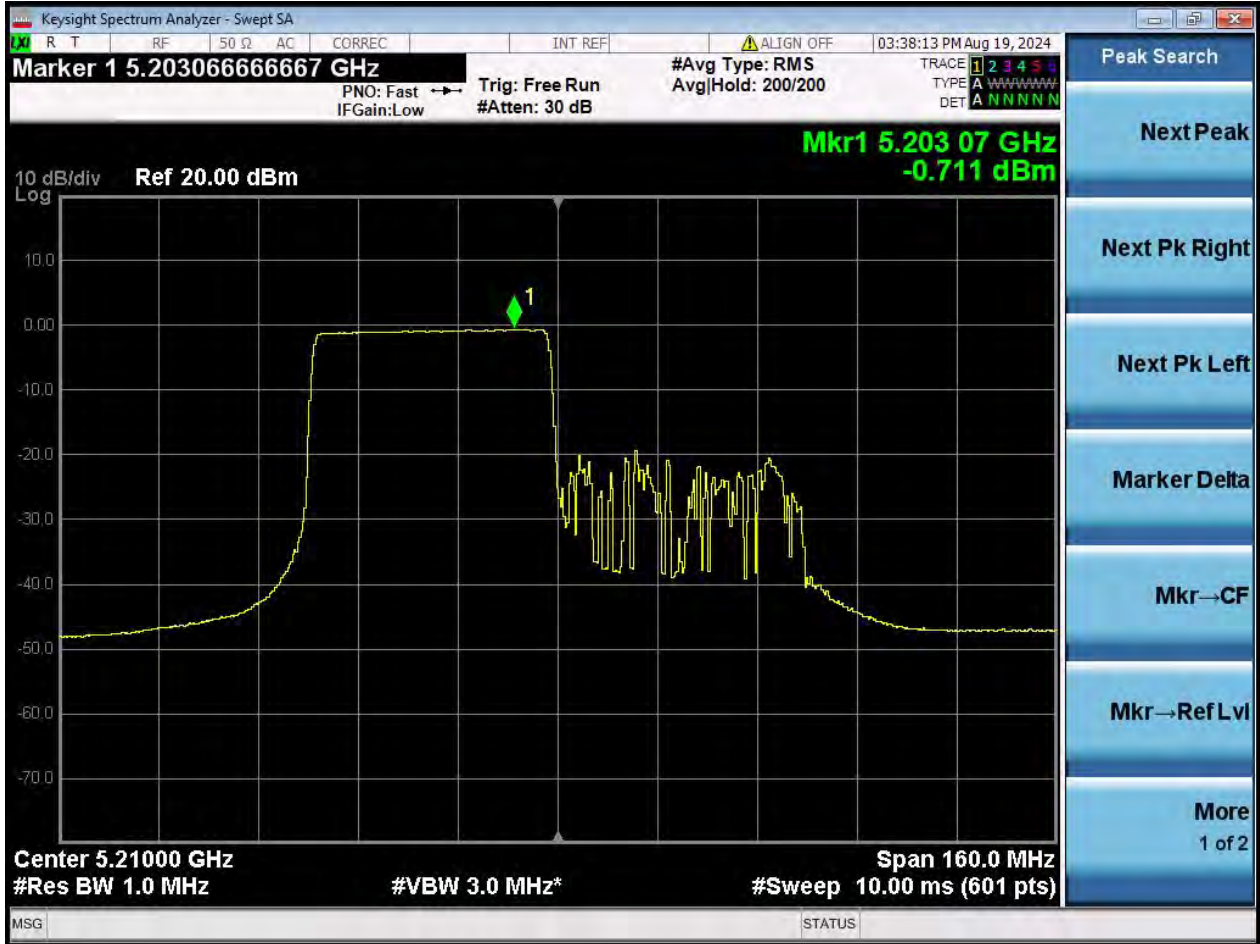 Keysight Spectrum Analyzer - Swept SA
LXI R T RF 50 Ω AC CORREC INT REF ALIGN OFF 03:38:13 PM Aug 19, 2024
Marker 1 5.203066666667 GHz
PNO: Fast
IFGain:Low
Trig: Free Run
#Atten: 30 dB
#Avg Type: RMS
Avg|Hold: 200/200
TRACE 1 2 3 4 5 6
TYPE A WWWWW
DET A N N N N N
Mkr1 5.203 07 GHz
-0.711 dBm
10 dB/div Ref 20.00 dBm
Log
10.0
0.00
-10.0
-20.0
-30.0
-40.0
-50.0
-60.0
-70.0
1
Center 5.21000 GHz Span 160.0 MHz
#Res BW 1.0 MHz #VBW 3.0 MHz* #Sweep 10.00 ms (601 pts)
MSG STATUS
Peak Search
Next Peak
Next Pk Right
Next Pk Left
Marker Delta
Mkr→CF
Mkr→Ref Lvl
More
1 of 2